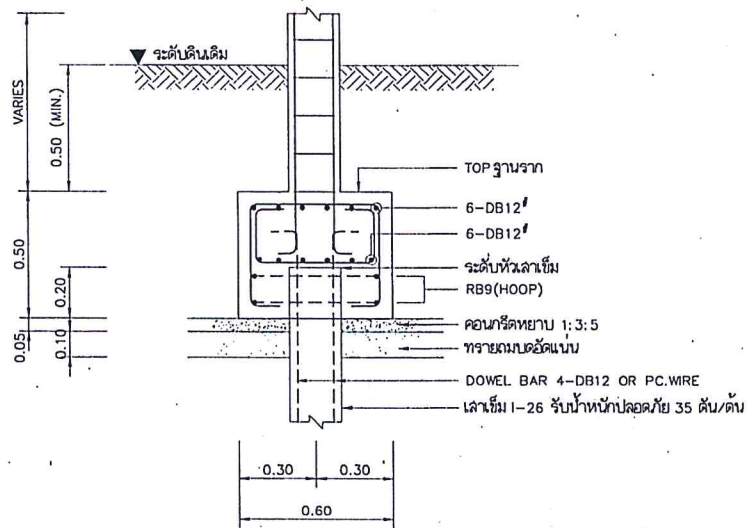 ระดับดินเดิม
VARIES
0.50 (MIN.)
TOP ฐานราก
6-DB12
6-DB12
0.50
ระดับหัวเสาเข็ม
0.20
RB9(HOOP)
คอนกรีตหยาบ 1:3:5
0.05
0.10
ทรายถมบดอัดแน่น
DOWEL BAR 4-DB12 OR PC.WIRE
เสาเข็ม I-26 รับน้ำหนักปลอดภัย 35 ตัน/ต้น
0.30
0.30
0.60